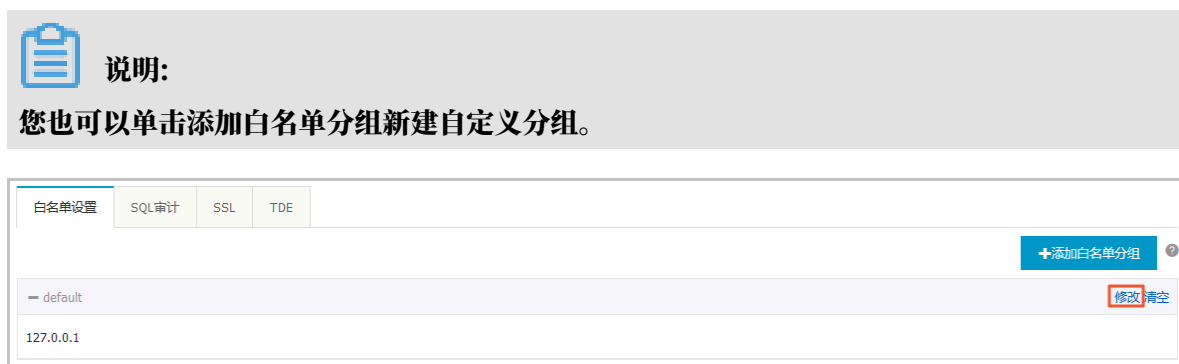 说明:
您也可以单击添加白名单分组新建自定义分组。
白名单设置 SQL审计 SSL TDE
+添加白名单分组 ?
default 修改 清空
127.0.0.1